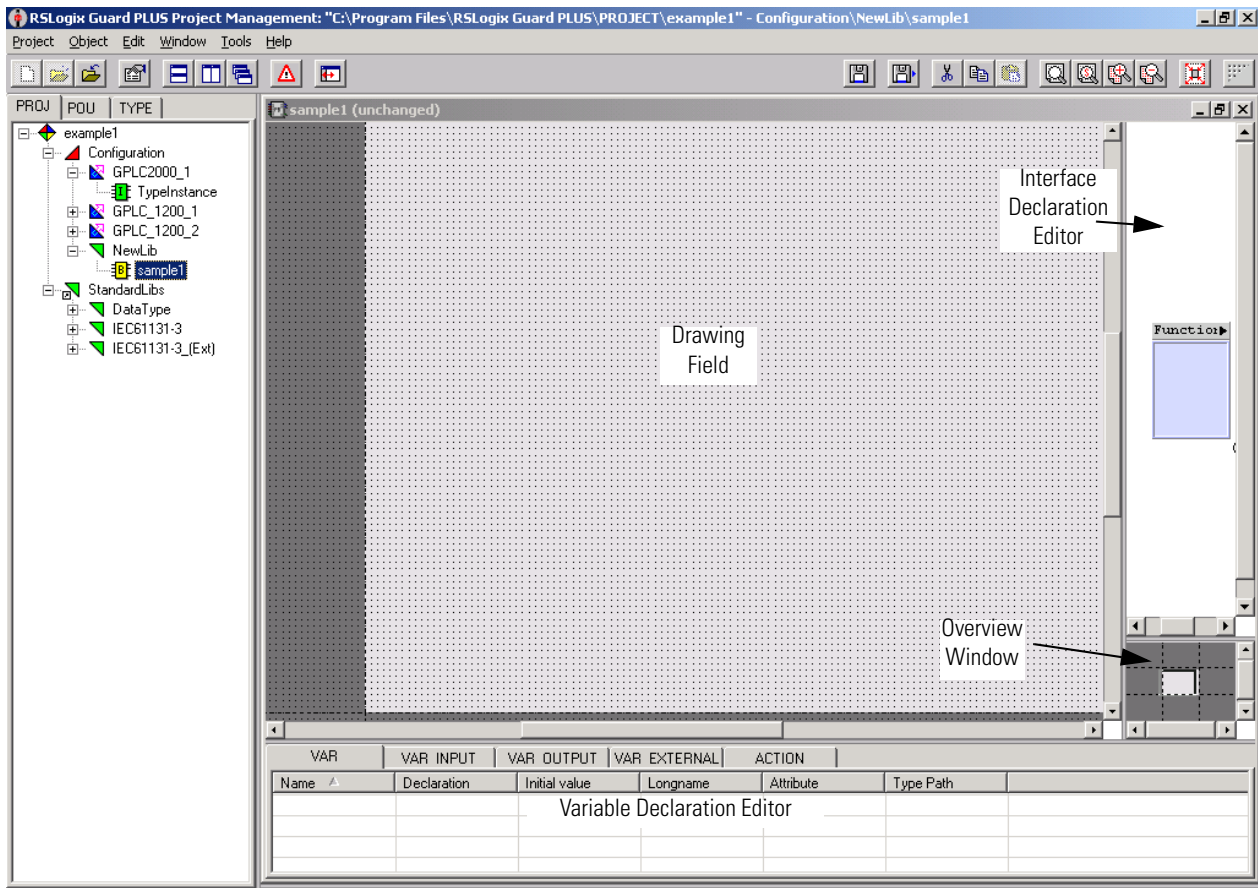 RSLogix Guard PLUS Project Management: "C:\Program Files\RSLogix Guard PLUS\PROJECT\example1" - Configuration\NewLib\sample1
Project Object Edit Window Tools Help
PROJ POU TYPE
example1
Configuration
GPLC2000_1
I TypeInstance
GPLC_1200_1
GPLC_1200_2
NewLib
B sample1
StandardLibs
DataType
IEC61131-3
IEC61131-3_(Ext)
sample1 (unchanged)
Interface
Declaration
Editor
Drawing
Field
Function
Overview
Window
VAR VAR INPUT VAR OUTPUT VAR EXTERNAL ACTION
Name Declaration Initial value Longname Attribute Type Path
Variable Declaration Editor